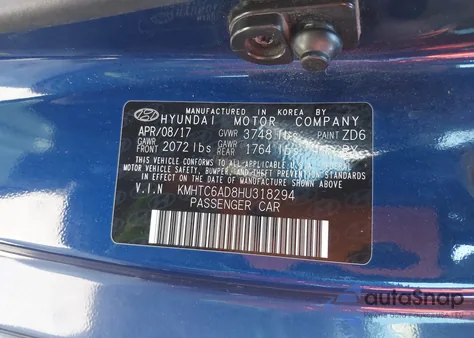 MANUFACTURED IN KOREA BY
HYUNDAI MOTOR COMPANY
APR/08/17 GVWR 3748 lbs PAINT ZD6
GAWR FRONT 2072 lbs GAWR 1764 lbs
THIS VEHICLE CONFORMS TO ALL APPLICABLE
U.S. FEDERAL MOTOR VEHICLE
SAFETY, BUMPER, AND THEFT PREVENTION
STANDARDS IN EFFECT ON THE DATE OF
MANUFACTURE SHOWN ABOVE.
V.I.N KMHTC6AD8HU318294
PASSENGER CAR
autoSnap